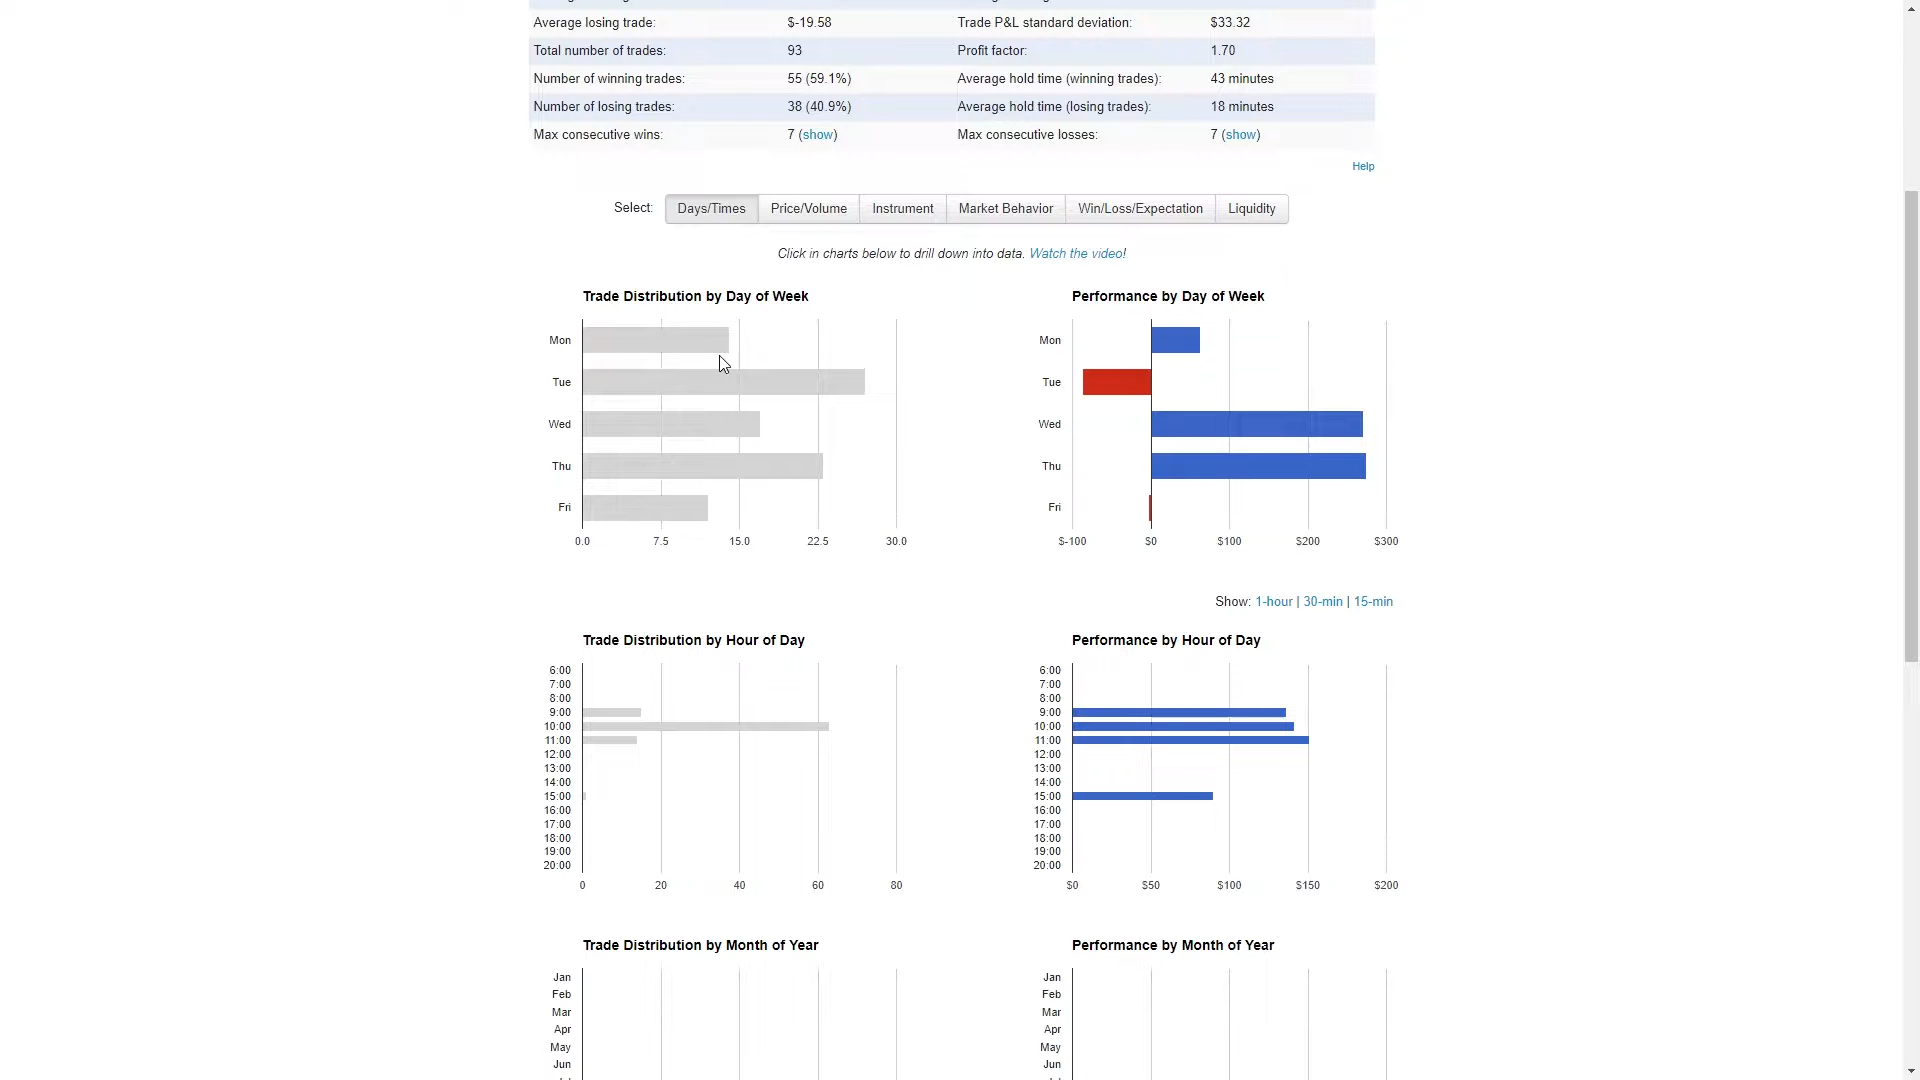 Average losing trade: $-19.58 Trade P&L standard deviation: $33.32
Total number of trades: 93 Profit factor: 1.70
Number of winning trades: 55 (59.1%) Average hold time (winning trades): 43 minutes
Number of losing trades: 38 (40.9%) Average hold time (losing trades): 18 minutes
Max consecutive wins: 7 (show) Max consecutive losses: 7 (show)
Help
Select: Days/Times Price/Volume Instrument Market Behavior Win/Loss/Expectation Liquidity
Click in charts below to drill down into data. Watch the video!
Trade Distribution by Day of Week
Mon
Tue
Wed
Thu
Fri
0.0 7.5 15.0 22.5 30.0
Performance by Day of Week
Mon
Tue
Wed
Thu
Fri
$-100 $0 $100 $200 $300
Show: 1-hour | 30-min | 15-min
Trade Distribution by Hour of Day
6:00
7:00
8:00
9:00
10:00
11:00
12:00
13:00
14:00
15:00
16:00
17:00
18:00
19:00
20:00
0 20 40 60 80
Performance by Hour of Day
6:00
7:00
8:00
9:00
10:00
11:00
12:00
13:00
14:00
15:00
16:00
17:00
18:00
19:00
20:00
$0 $50 $100 $150 $200
Trade Distribution by Month of Year
Jan
Feb
Mar
Apr
May
Jun
Performance by Month of Year
Jan
Feb
Mar
Apr
May
Jun